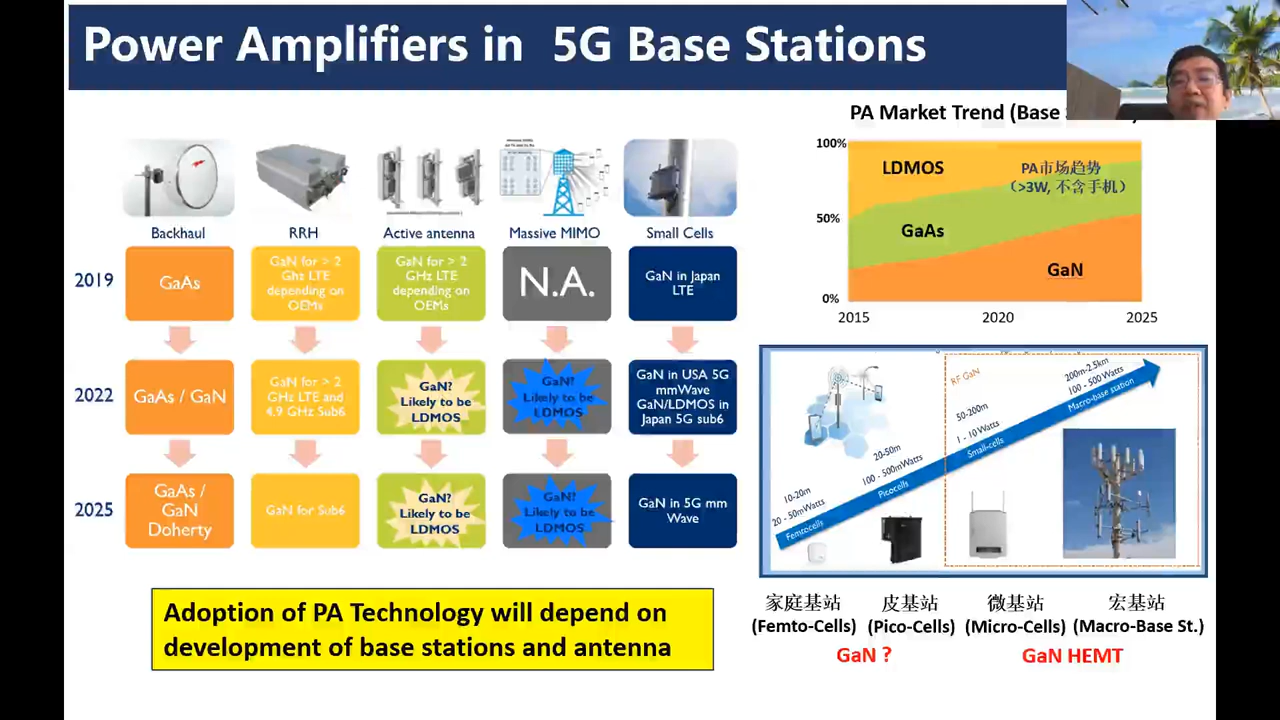 Power Amplifiers in 5G Base Stations
Backhaul
RRH
Active antenna
Massive MIMO
Small Cells
2019
GaAs
GaN for > 2
Ghz LTE
depending on
OEMs
GaN for > 2
GHz LTE
depending on
OEMs
N.A.
GaN in Japan
LTE
2022
GaAs / GaN
GaN for > 2
GHz LTE and
4.9 GHz Sub6
GaN?
Likely to be
LDMOS
GaN?
Likely to be
LDMOS
GaN in USA 5G
mmWave
GaN/LDMOS in
Japan 5G sub6
2025
GaAs /
GaN
Doherty
GaN for Sub6
GaN?
Likely to be
LDMOS
GaN?
Likely to be
LDMOS
GaN in 5G mm
Wave
Adoption of PA Technology will depend on
development of base stations and antenna
PA Market Trend (Base
100%
50%
0%
LDMOS
PA市场趋势
(>3W, 不含手机)
GaAs
GaN
2015
2020
2025
RF GaN
200m-2.5km
100 - 500 Watts
Macro-base station
50-200m
1 - 10 Watts
Small-cells
20-50m
100 - 500mWatts
Picocells
10-20m
20 - 50mWatts
Femtocells
家庭基站
皮基站
微基站
宏基站
(Femto-Cells)
(Pico-Cells)
(Micro-Cells)
(Macro-Base St.)
GaN ?
GaN HEMT